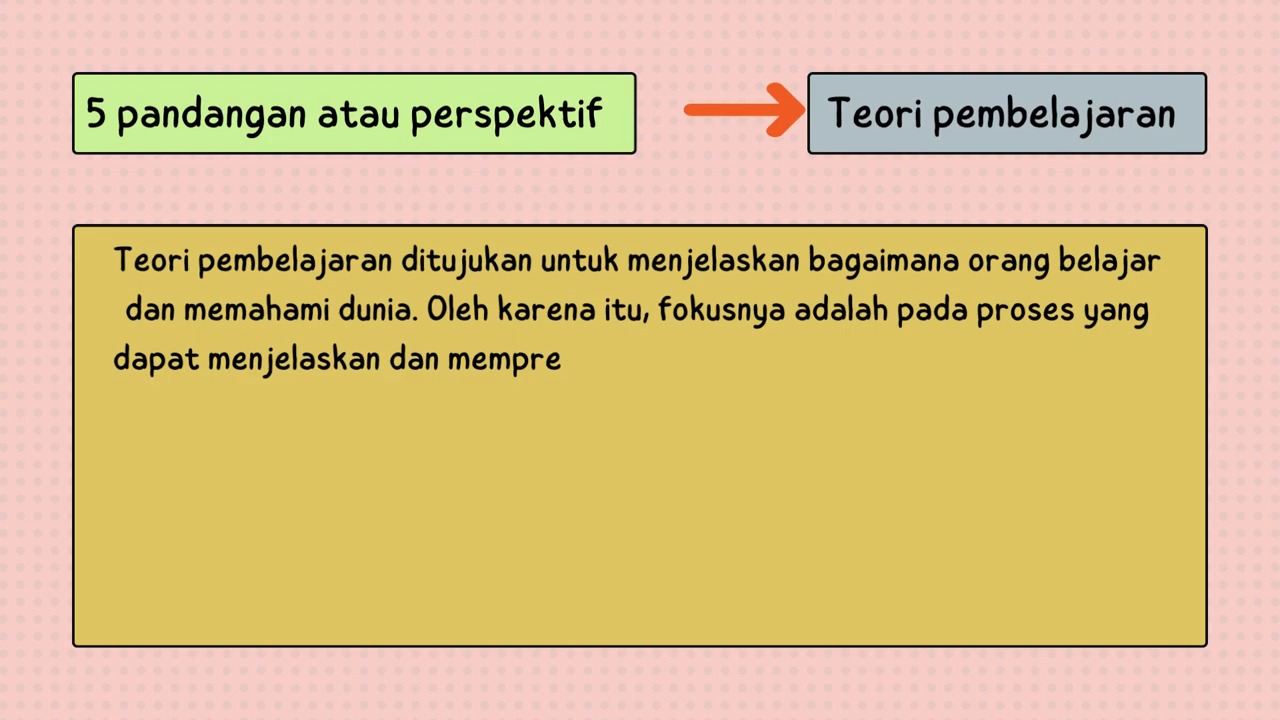 5 pandangan atau perspektif
Teori pembelajaran
Teori pembelajaran ditujukan untuk menjelaskan bagaimana orang belajar
dan memahami dunia. Oleh karena itu, fokusnya adalah pada proses yang
dapat menjelaskan dan mempre